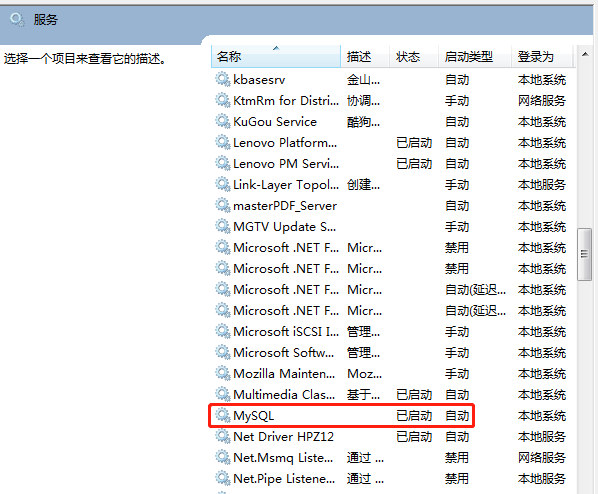 服务
选择一个项目来查看它的描述。
名称 描述 状态 启动类型 登录为
kbasesrv 金山... 自动 本地系统
KtmRm for Distri... 协调... 手动 网络服务
KuGou Service 酷狗... 自动 本地系统
Lenovo Platform... 已启动 自动 本地系统
Lenovo PM Servi... 已启动 自动 本地系统
Link-Layer Topol... 创建... 手动 本地服务
masterPDF_Server 自动 本地系统
MGTV Update S... 手动 本地系统
Microsoft .NET F... Micr... 禁用 本地系统
Microsoft .NET F... Micr... 禁用 本地系统
Microsoft .NET F... Micr... 自动(延迟... 本地系统
Microsoft .NET F... Micr... 自动(延迟... 本地系统
Microsoft iSCSI I... 管理... 手动 本地系统
Microsoft Softw... 管理... 手动 本地系统
Mozilla Mainten... Moz... 手动 本地系统
Multimedia Clas... 基于... 已启动 自动 本地系统
MySQL 已启动 自动 本地系统
Net Driver HPZ12 已启动 自动 本地服务
Net.Msmq Liste... 通过 ... 禁用 网络服务
Net.Pipe Listene... 通过 ... 禁用 本地服务